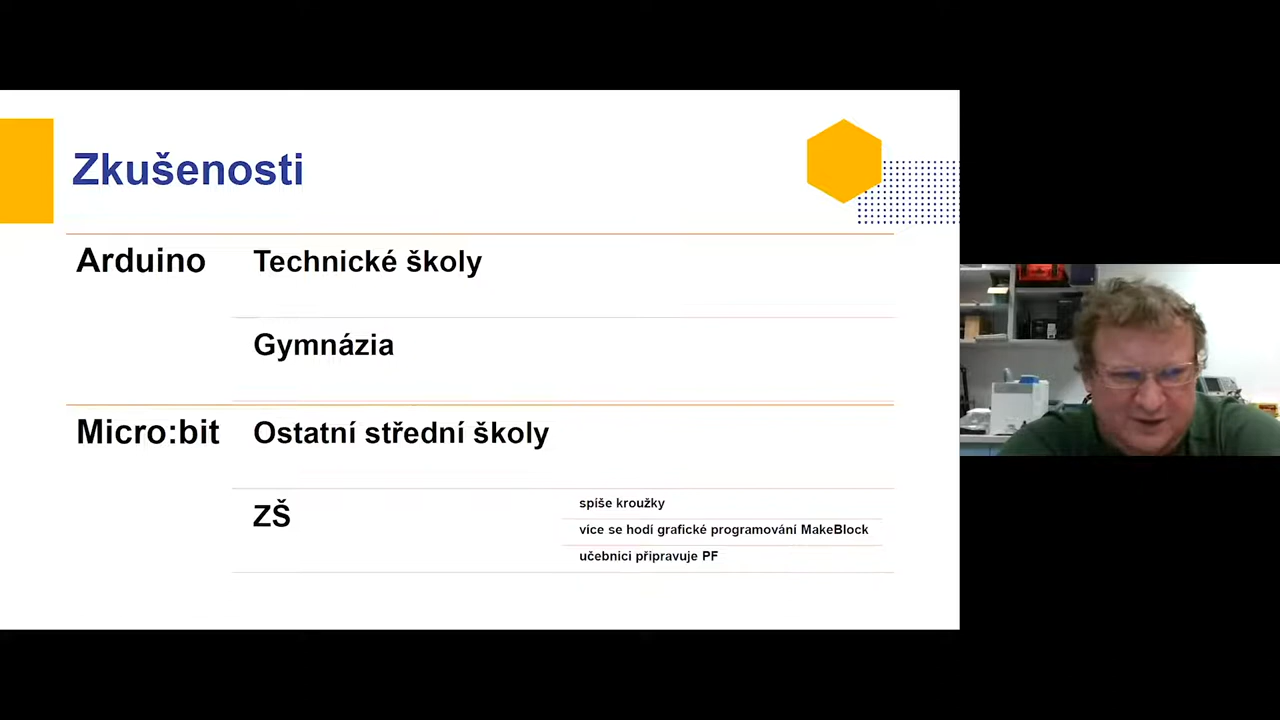 Zkušenosti
Arduino
Technické školy
Gymnázia
Micro:bit
Ostatní střední školy
ZŠ
spíše kroužky
více se hodí grafické programování MakeBlock
učebnici připravuje PF